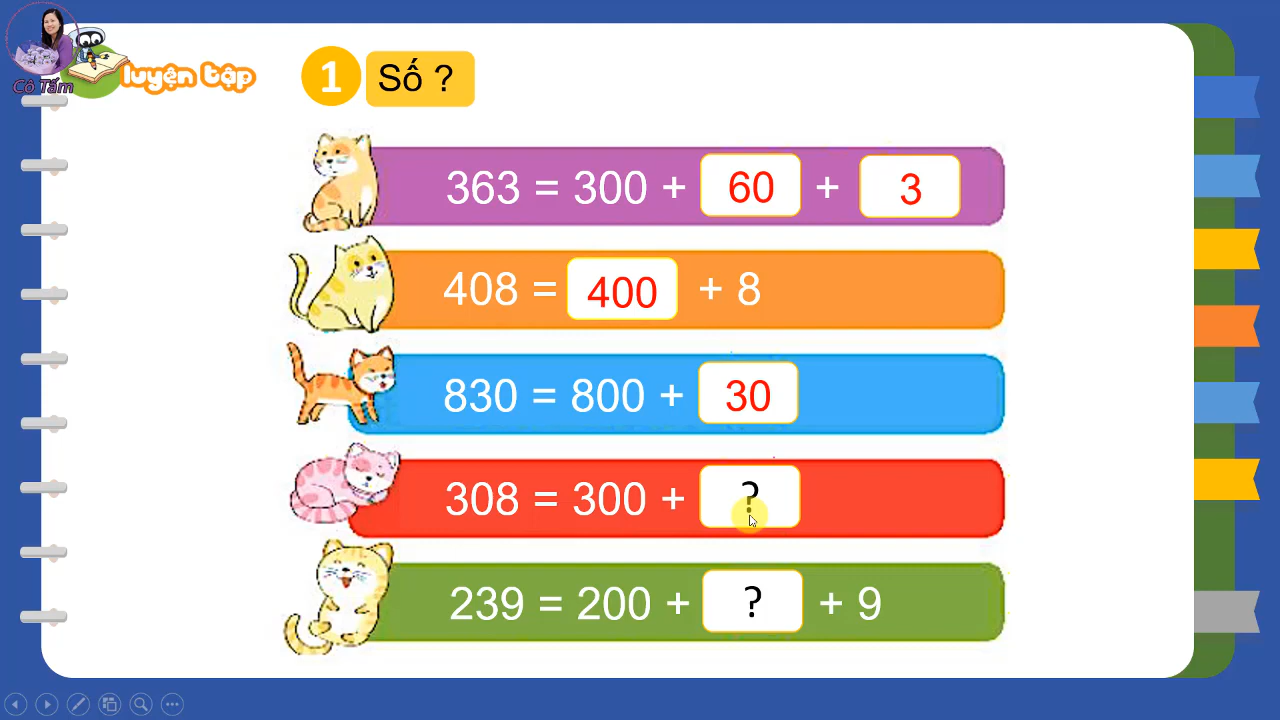 Cô Tấm
luyện tập
1 Số ?
363 = 300 + 60 + 3
408 = 400 + 8
830 = 800 + 30
308 = 300 + ?
239 = 200 + ? + 9